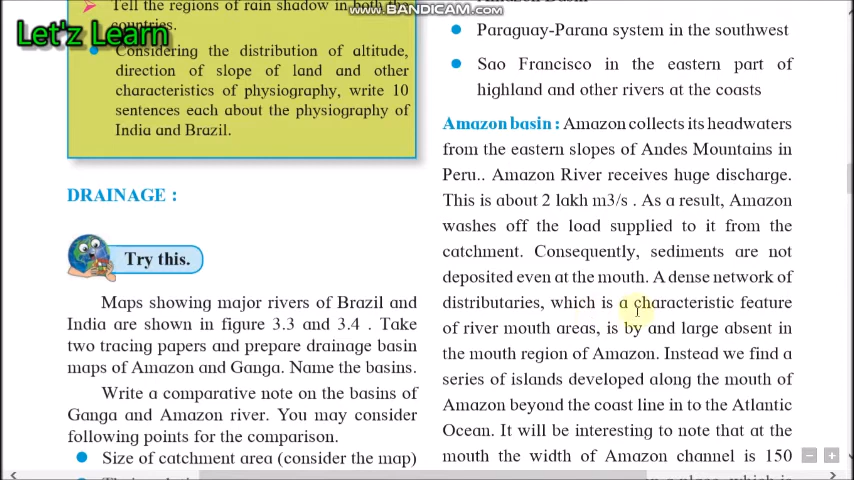 www.BANDICAM.com
Let'z Learn
Tell the regions of rain shadow in both the
countries.
Considering the distribution of altitude,
direction of slope of land and other
characteristics of physiography, write 10
sentences each about the physiography of
India and Brazil.
DRAINAGE :
Try this.
Maps showing major rivers of Brazil and
India are shown in figure 3.3 and 3.4 . Take
two tracing papers and prepare drainage basin
maps of Amazon and Ganga. Name the basins.
Write a comparative note on the basins of
Ganga and Amazon river. You may consider
following points for the comparison.
Size of catchment area (consider the map)
Paraguay-Parana system in the southwest
Sao Francisco in the eastern part of
highland and other rivers at the coasts
Amazon basin : Amazon collects its headwaters
from the eastern slopes of Andes Mountains in
Peru.. Amazon River receives huge discharge.
This is about 2 lakh m3/s . As a result, Amazon
washes off the load supplied to it from the
catchment. Consequently, sediments are not
deposited even at the mouth. A dense network of
distributaries, which is a characteristic feature
of river mouth areas, is by and large absent in
the mouth region of Amazon. Instead we find a
series of islands developed along the mouth of
Amazon beyond the coast line in to the Atlantic
Ocean. It will be interesting to note that at the
mouth the width of Amazon channel is 150